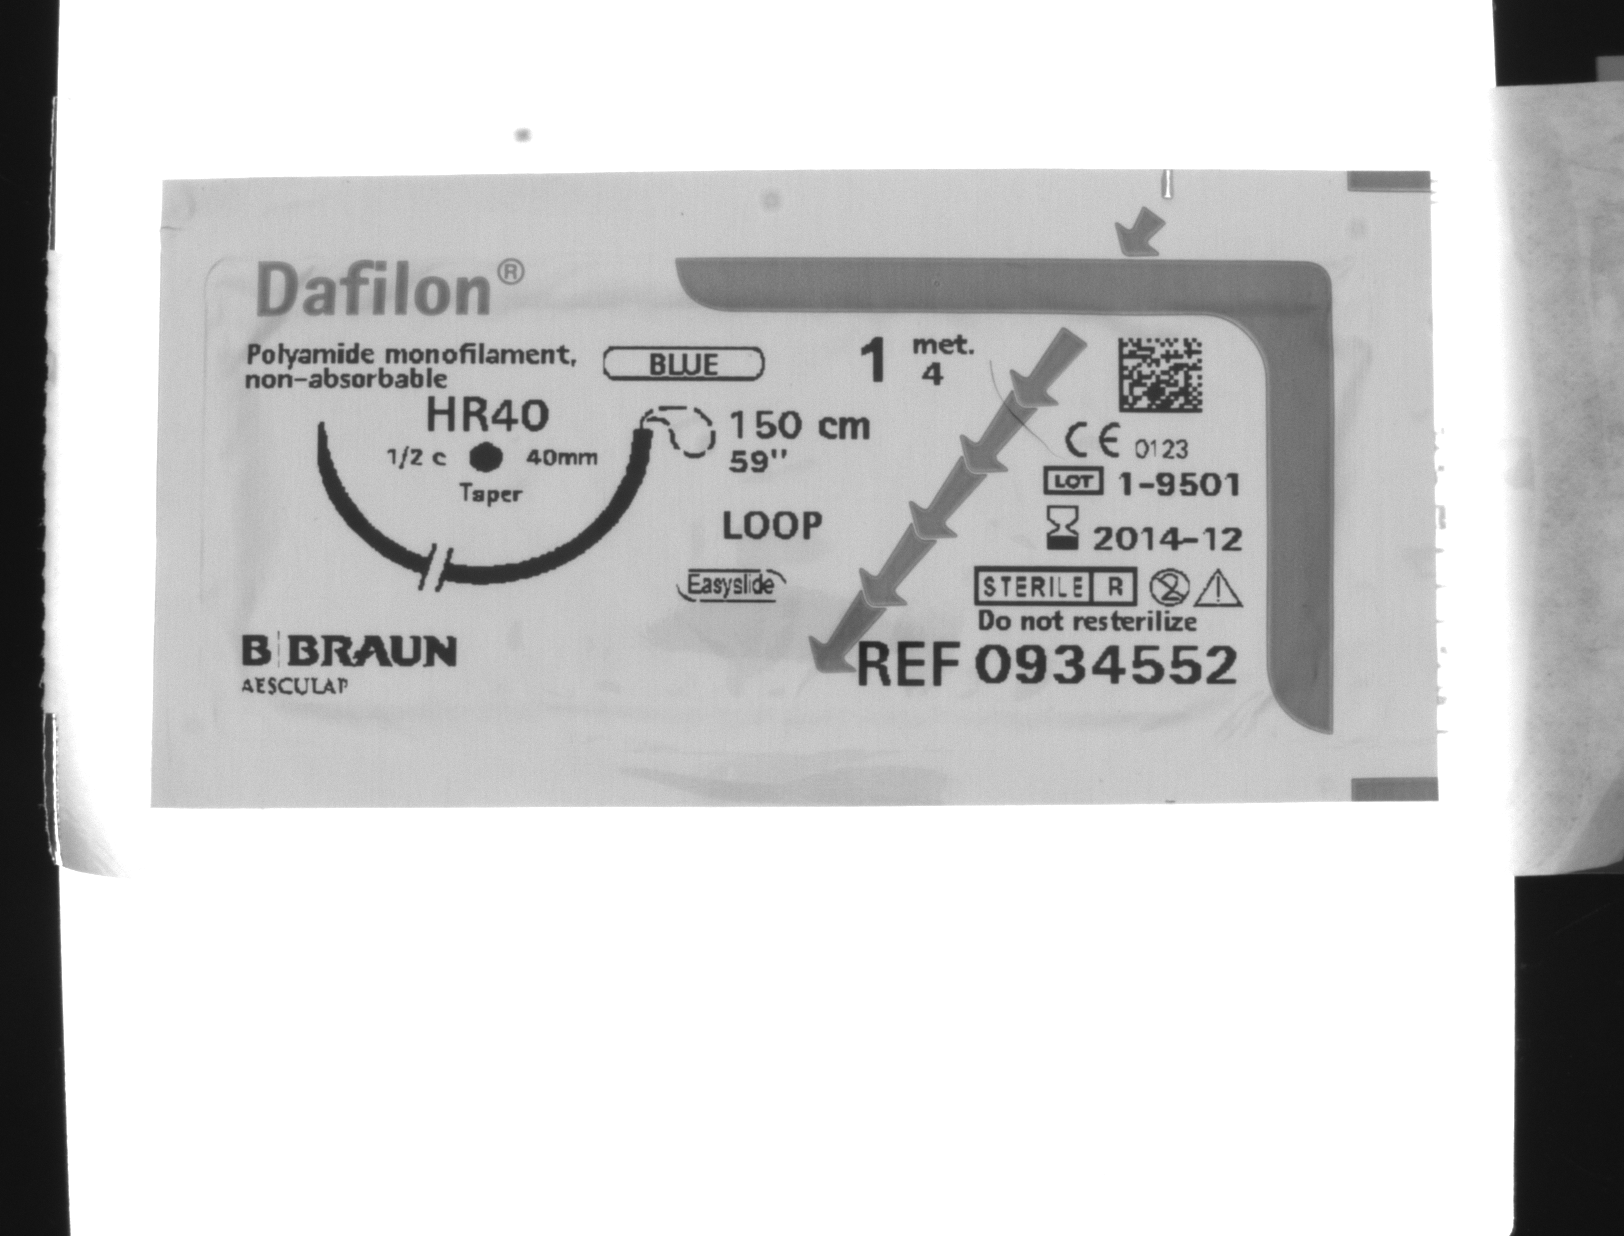 Dafilon®
Polyamide monofilament,
non-absorbable
BLUE
1 met.
4
HR40
1/2 c 40mm
Taper
150 cm
59"
LOOP
Easyslide
CE 0123
LOT 1-9501
2014-12
STERILE R 2
Do not resterilize
REF 0934552
B BRAUN
AESCULAP